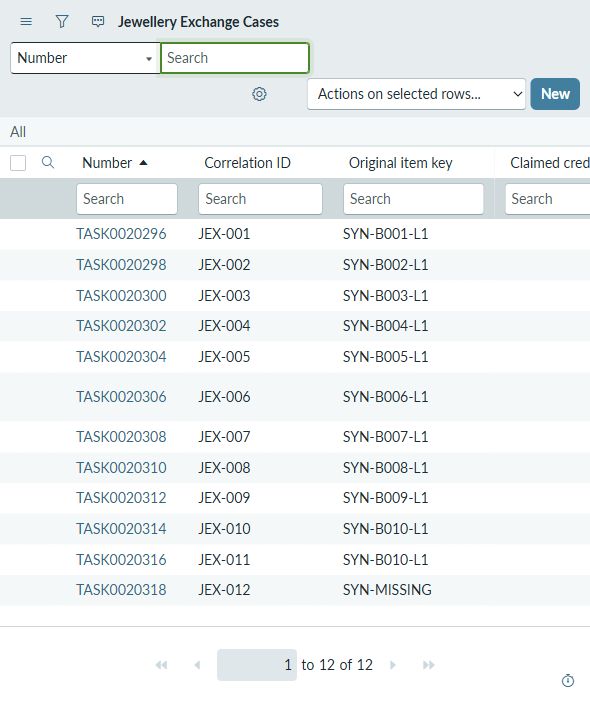 Jewellery Exchange Cases
Number Search
Actions on selected rows... New
All
Number Correlation ID Original item key Claimed cred
Search Search Search Search
TASK0020296 JEX-001 SYN-B001-L1
TASK0020298 JEX-002 SYN-B002-L1
TASK0020300 JEX-003 SYN-B003-L1
TASK0020302 JEX-004 SYN-B004-L1
TASK0020304 JEX-005 SYN-B005-L1
TASK0020306 JEX-006 SYN-B006-L1
TASK0020308 JEX-007 SYN-B007-L1
TASK0020310 JEX-008 SYN-B008-L1
TASK0020312 JEX-009 SYN-B009-L1
TASK0020314 JEX-010 SYN-B010-L1
TASK0020316 JEX-011 SYN-B010-L1
TASK0020318 JEX-012 SYN-MISSING
1 to 12 of 12